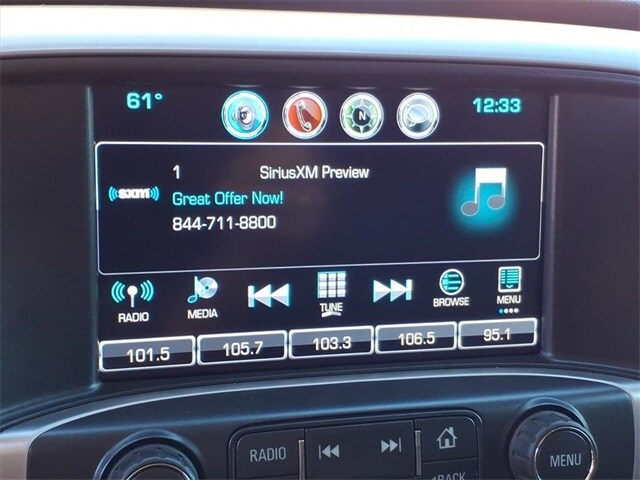 61° N 12:33
1 SiriusXM Preview
((sxm)) Great Offer Now!
844-711-8800
RADIO MEDIA TUNE BROWSE MENU
101.5 105.7 103.3 106.5 95.1
RADIO MENU
BACK